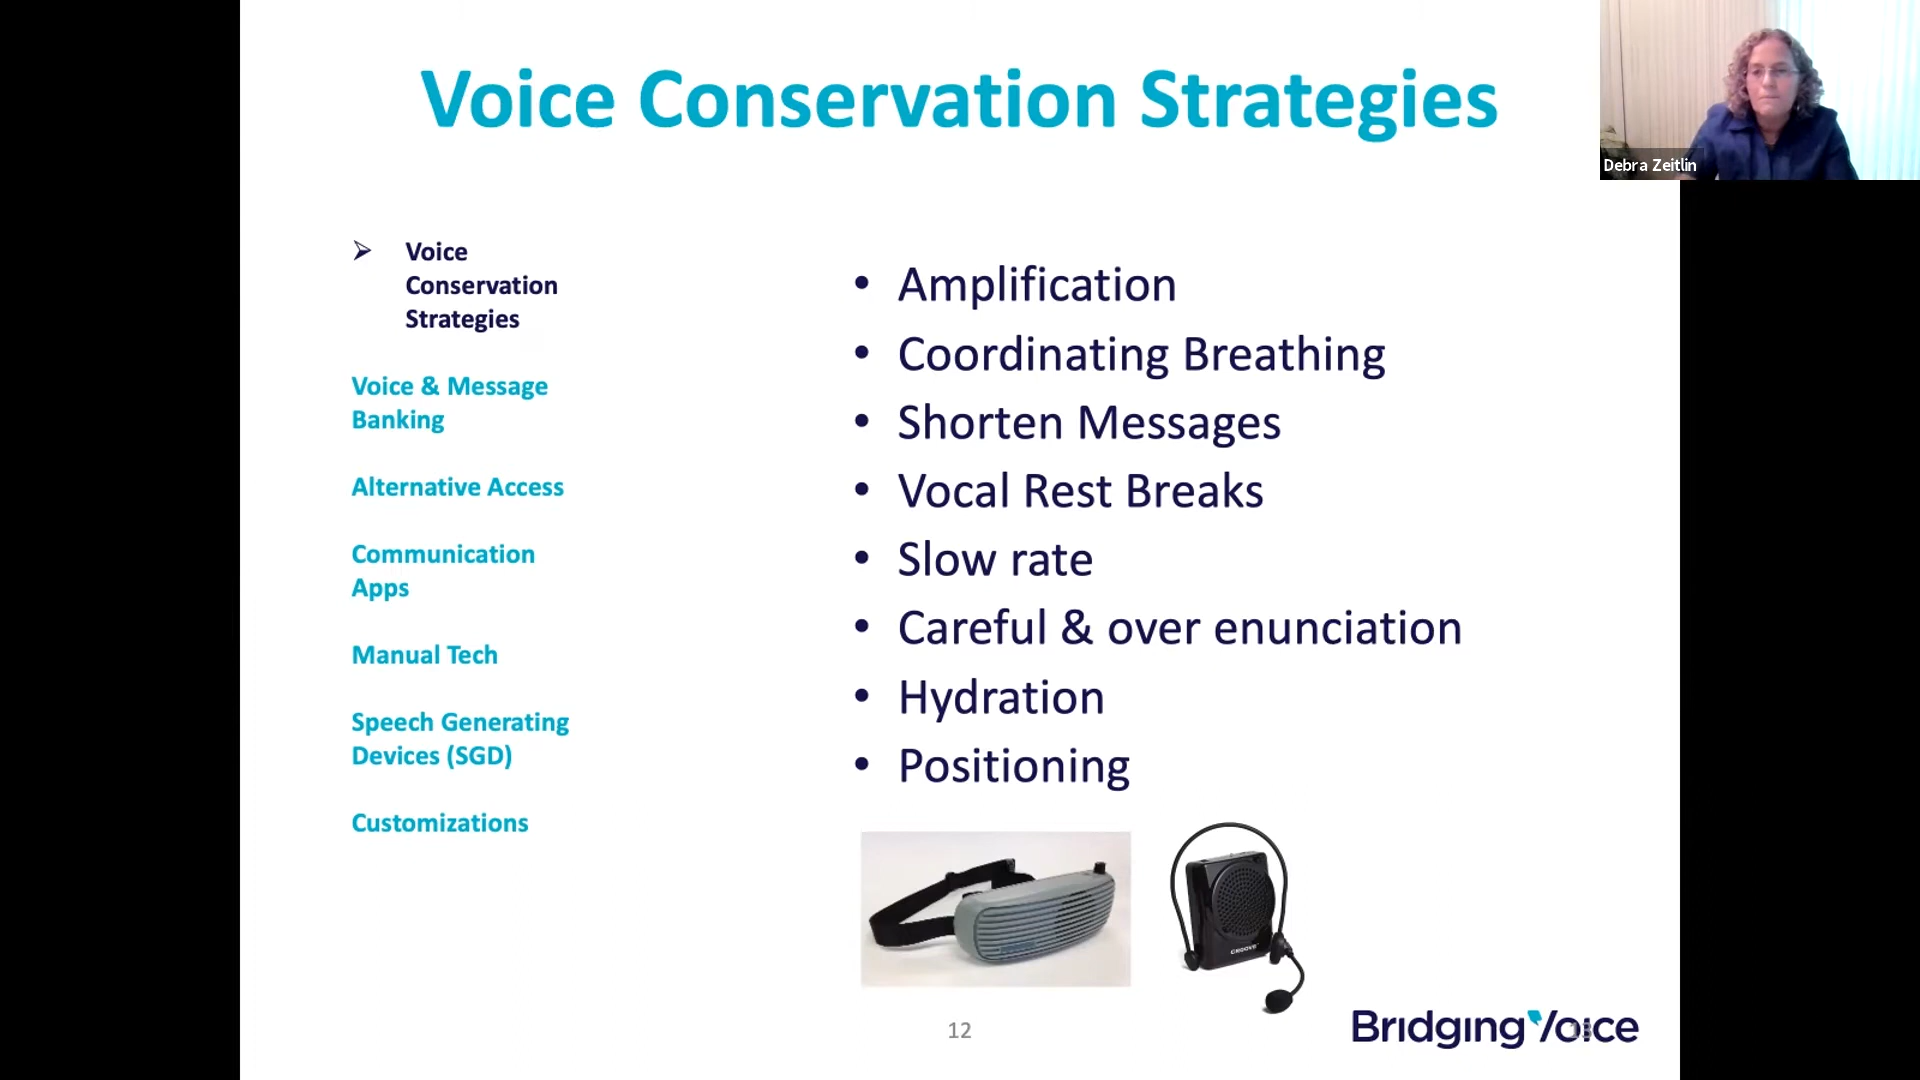 Voice Conservation Strategies
Debra Zeitlin
➢ Voice
Conservation
Strategies
Voice & Message
Banking
Alternative Access
Communication
Apps
Manual Tech
Speech Generating
Devices (SGD)
Customizations
• Amplification
• Coordinating Breathing
• Shorten Messages
• Vocal Rest Breaks
• Slow rate
• Careful & over enunciation
• Hydration
• Positioning
CROOVE
12
BridgingVoice
13